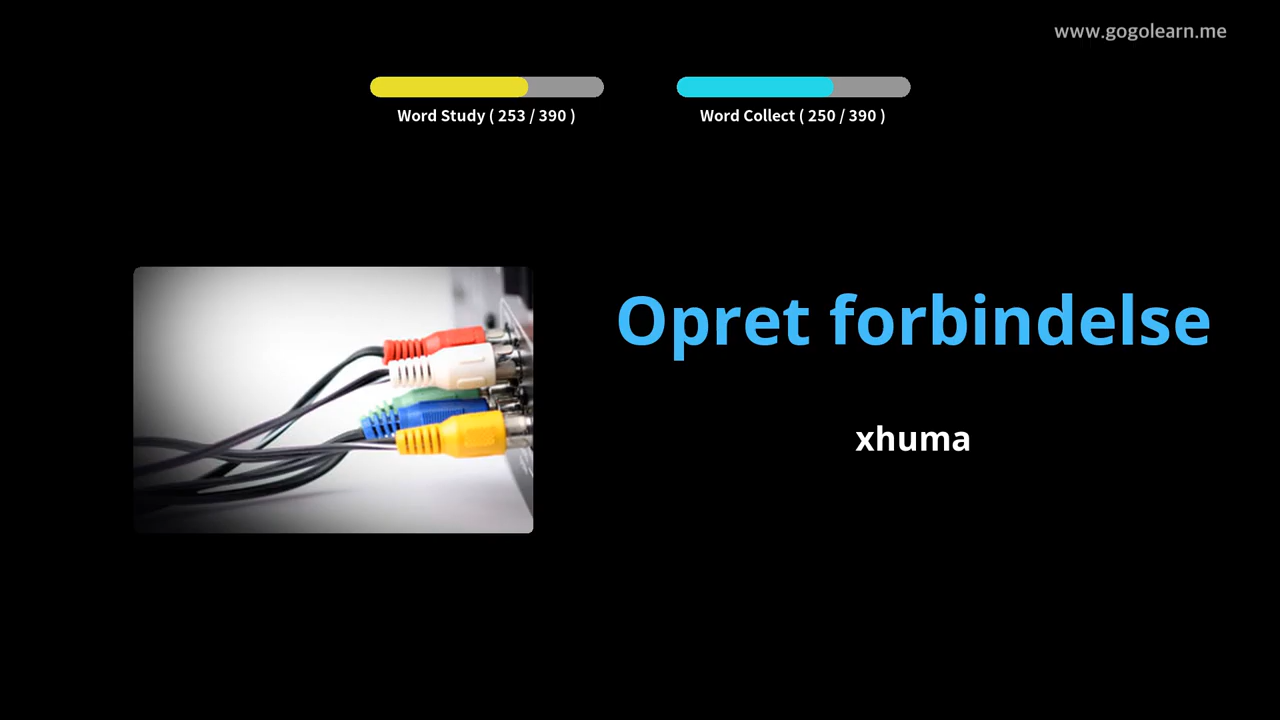 www.gogolearn.me
Word Study ( 253 / 390 )
Word Collect ( 250 / 390 )
Opret forbindelse
xhuma